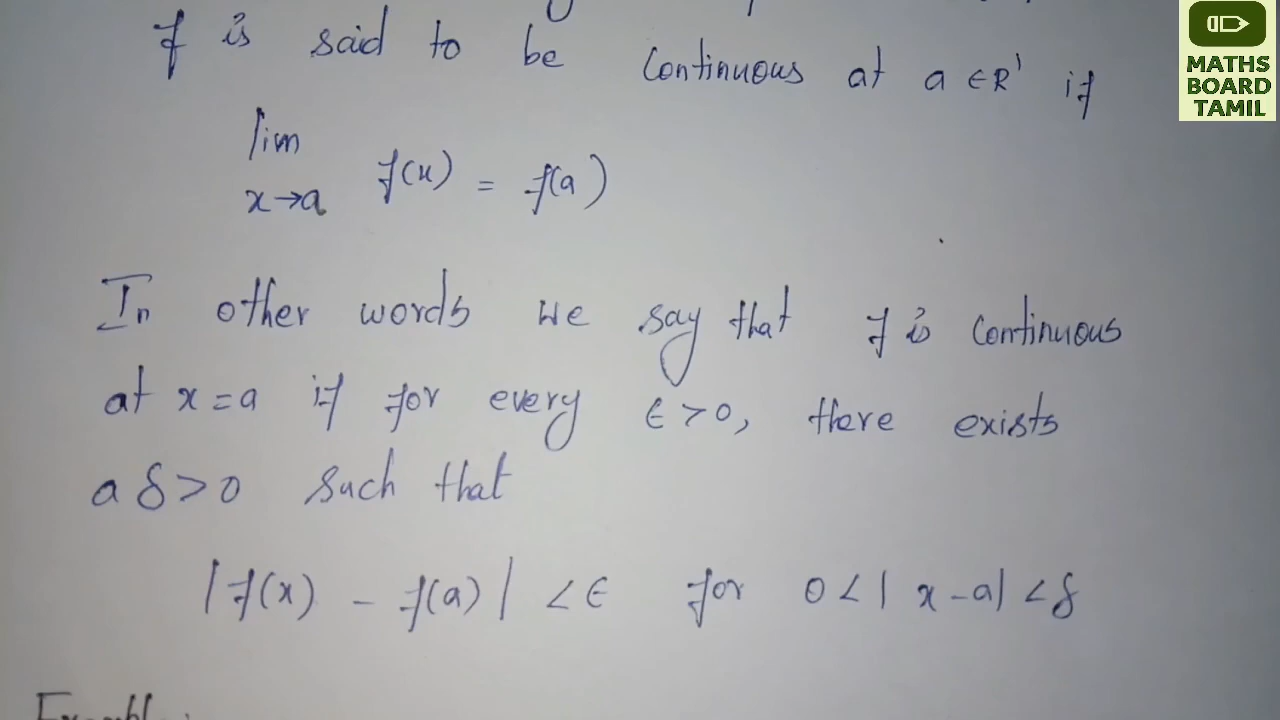 f is said to be continuous at a ∈ R¹ if
lim
x→a f(x) = f(a)
In other words we say that f is continuous
at x = a if for every ε > 0, there exists
a δ > 0 such that
|f(x) - f(a)| < ε for 0 < | x - a| < δ
MATHS
BOARD
TAMIL